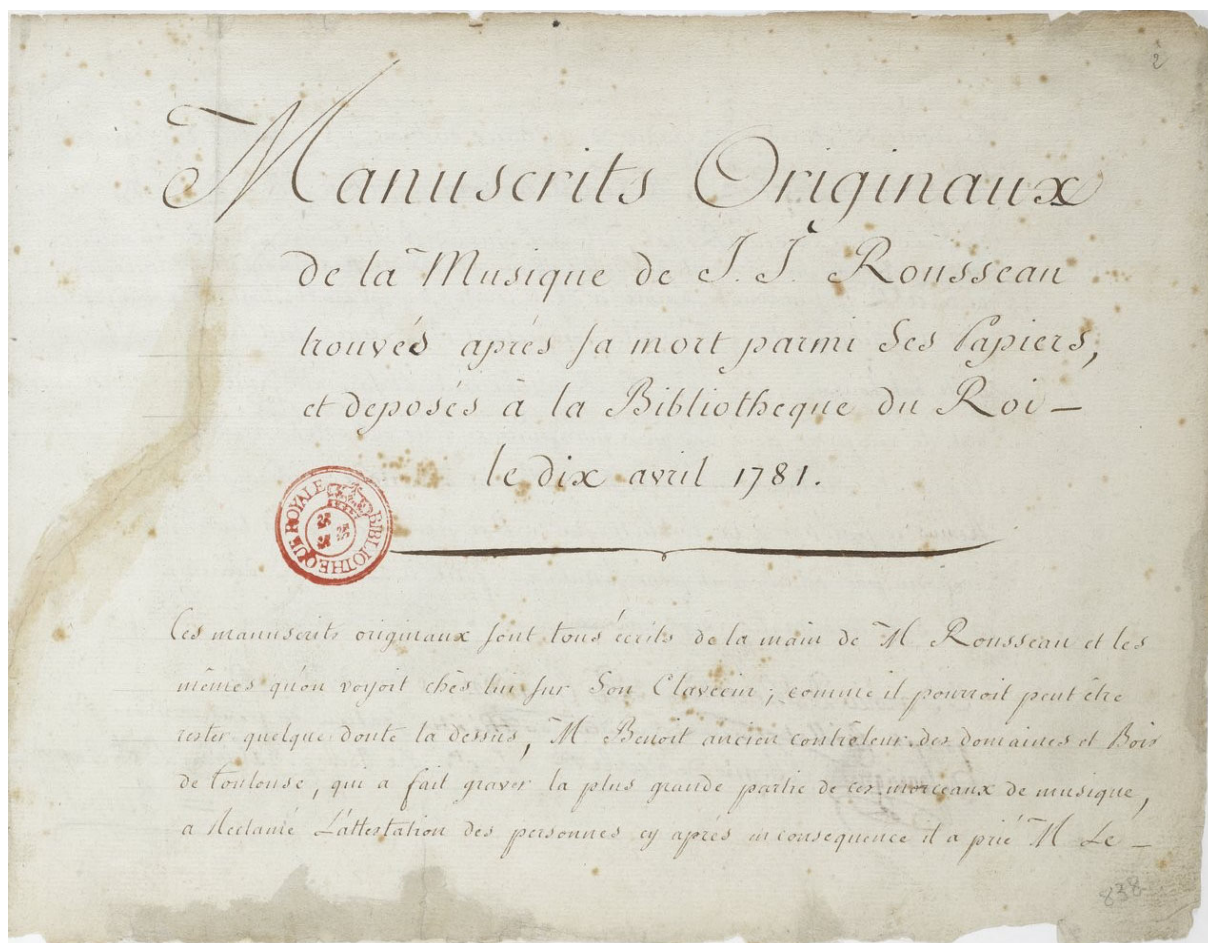 2
Manuscrits Originaux
de la Musique de J. J. Rousseau
trouvés aprés sa mort parmi Ses Papiers,
et deposés à la Bibliotheque du Roi —
le dix avril 1781.
BIBLIOTHEQUE ROYALE
Ces manuscrits originaux sont tous écrits de la main de M. Rousseau et les
mêmes qu'on voyoit chés lui sur Son Clavecin ; comme il pourroit peut être
rester quelque doute la dessus, M Benoit ancien controleur des domaines et Bois
de toulouse, qui a fait graver la plus grande partie de ces morceaux de musique,
a Réclamé L'attestation des personnes cy aprés en consequence il a prié M Le —
838